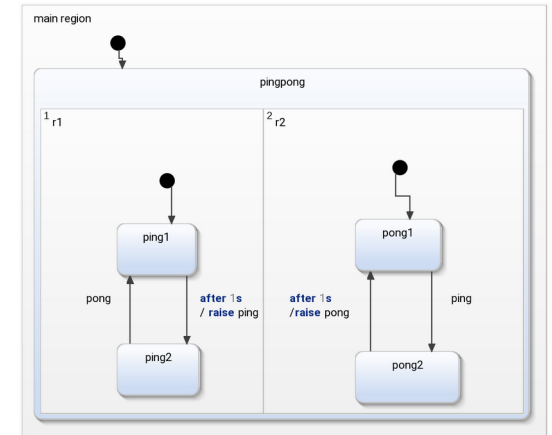 main region
pingpong
1 r1
2 r2
ping1
pong1
pong
after 1s
/ raise ping
after 1s
/raise pong
ping
ping2
pong2